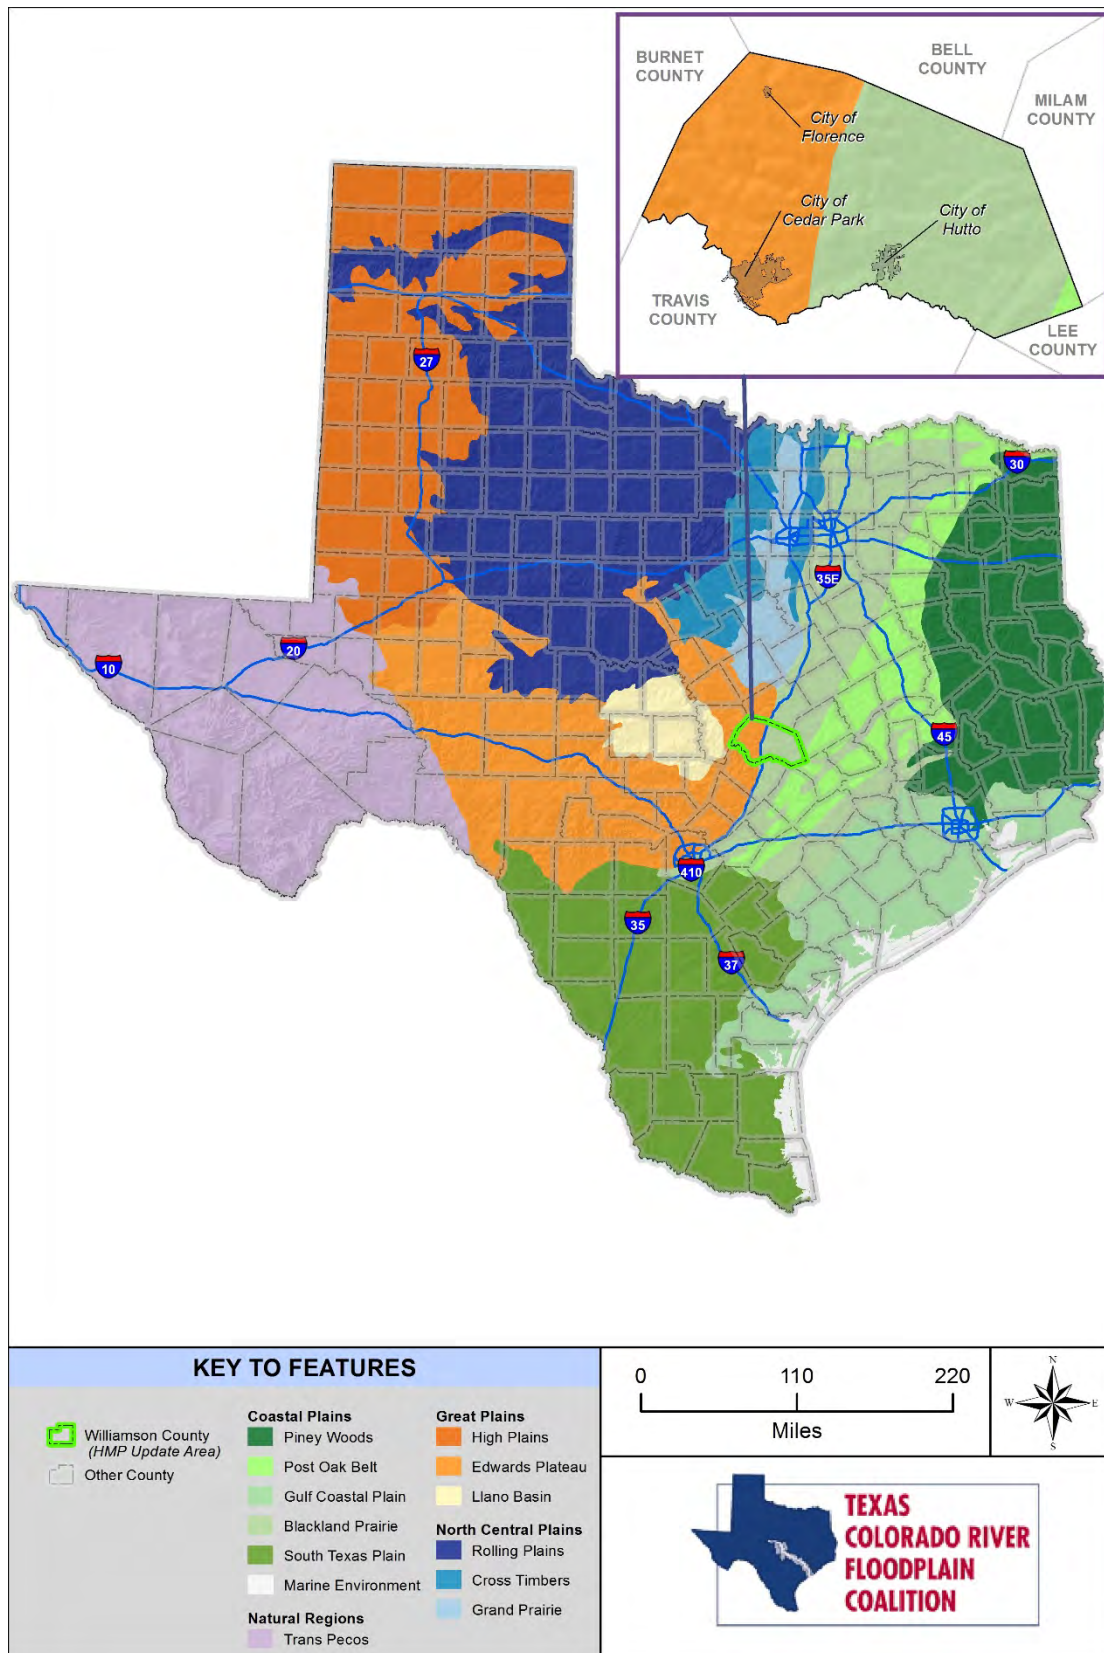 BURNET
COUNTY
BELL
COUNTY
MILAM
COUNTY
City of
Florence
City of
Cedar Park
City of
Hutto
TRAVIS
COUNTY
LEE
COUNTY
27
30
35E
20
10
45
410
35
37
KEY TO FEATURES
Williamson County
(HMP Update Area)
Other County
Coastal Plains
Piney Woods
Post Oak Belt
Gulf Coastal Plain
Blackland Prairie
South Texas Plain
Marine Environment
Natural Regions
Trans Pecos
Great Plains
High Plains
Edwards Plateau
Llano Basin
North Central Plains
Rolling Plains
Cross Timbers
Grand Prairie
0 110 220
Miles
N
W E
S
TEXAS
COLORADO RIVER
FLOODPLAIN
COALITION